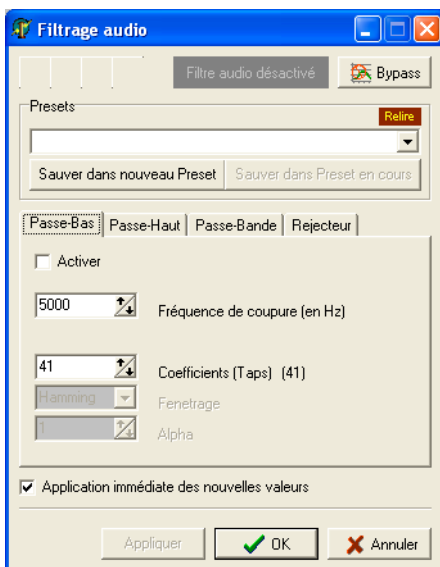 Filtrage audio
Filtre audio désactivé Bypass
Presets
Relire
Sauver dans nouveau Preset Sauver dans Preset en cours
Passe-Bas Passe-Haut Passe-Bande Rejecteur
Activer
5000 Fréquence de coupure (en Hz)
41 Coefficients (Taps) (41)
Hamming Fenetrage
1 Alpha
Application immédiate des nouvelles valeurs
Appliquer OK Annuler